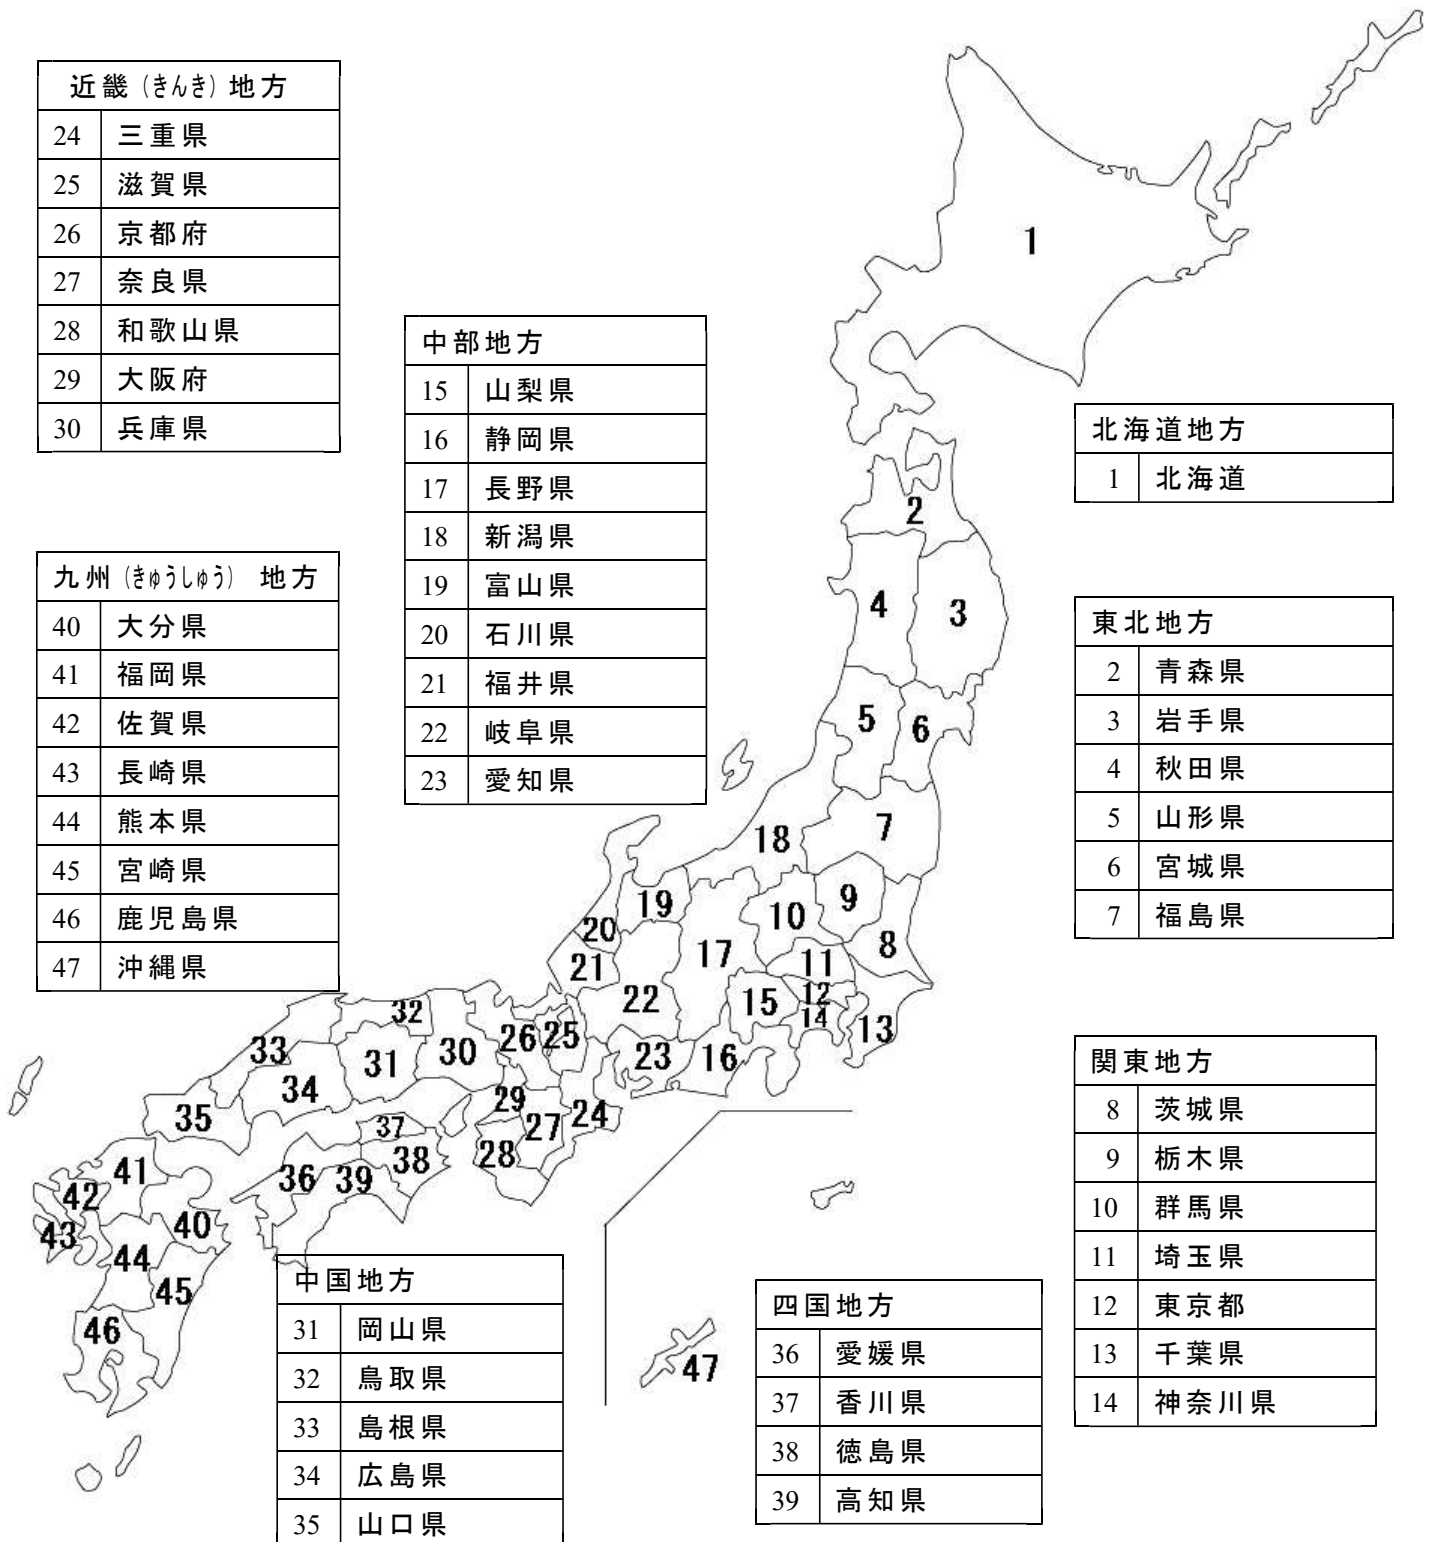 近畿（きんき）地方
24 三重県
25 滋賀県
26 京都府
27 奈良県
28 和歌山県
29 大阪府
30 兵庫県
九州（きゅうしゅう） 地方
40 大分県
41 福岡県
42 佐賀県
43 長崎県
44 熊本県
45 宮崎県
46 鹿児島県
47 沖縄県
中部地方
15 山梨県
16 静岡県
17 長野県
18 新潟県
19 富山県
20 石川県
21 福井県
22 岐阜県
23 愛知県
北海道地方
1 北海道
東北地方
2 青森県
3 岩手県
4 秋田県
5 山形県
6 宮城県
7 福島県
関東地方
8 茨城県
9 栃木県
10 群馬県
11 埼玉県
12 東京都
13 千葉県
14 神奈川県
中国地方
31 岡山県
32 鳥取県
33 島根県
34 広島県
35 山口県
四国地方
36 愛媛県
37 香川県
38 徳島県
39 高知県
1
2
3
4
5
6
7
8
9
10
11
12
13
14
15
16
17
18
19
20
21
22
23
24
25
26
27
28
29
30
31
32
33
34
35
36
37
38
39
40
41
42
43
44
45
46
47